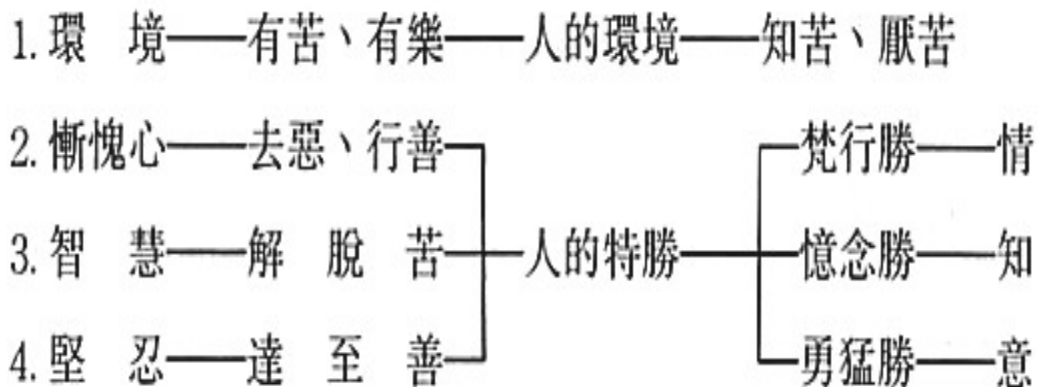 1. 環境 有苦、有樂 人的環境 知苦、厭苦
2. 慚愧心 去惡、行善 梵行勝 情
3. 智慧 解脫苦 人的特勝 憶念勝 知
4. 堅忍 達至善 勇猛勝 意